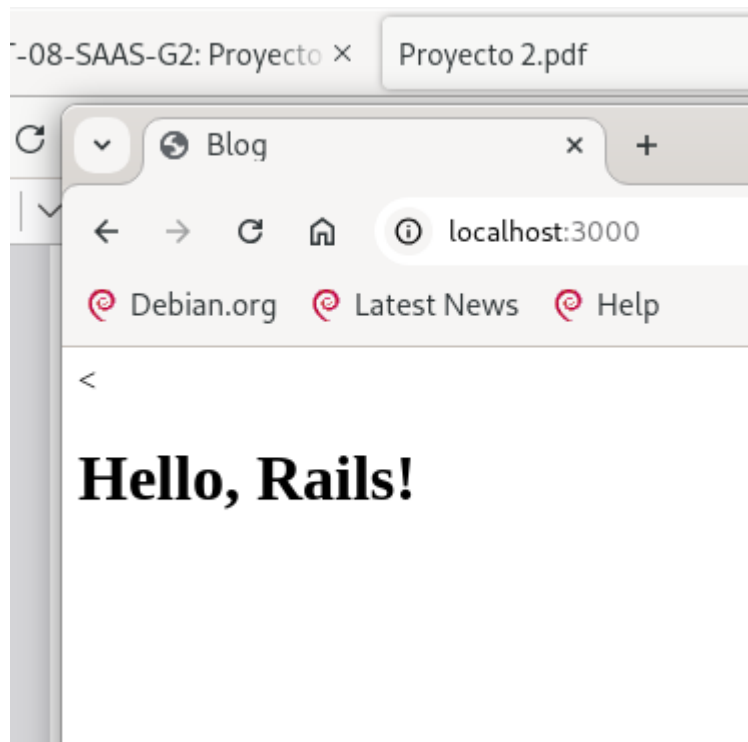 -08-SAAS-G2: Proyecto
Proyecto 2.pdf
Blog
localhost:3000
Debian.org Latest News Help
<
Hello, Rails!